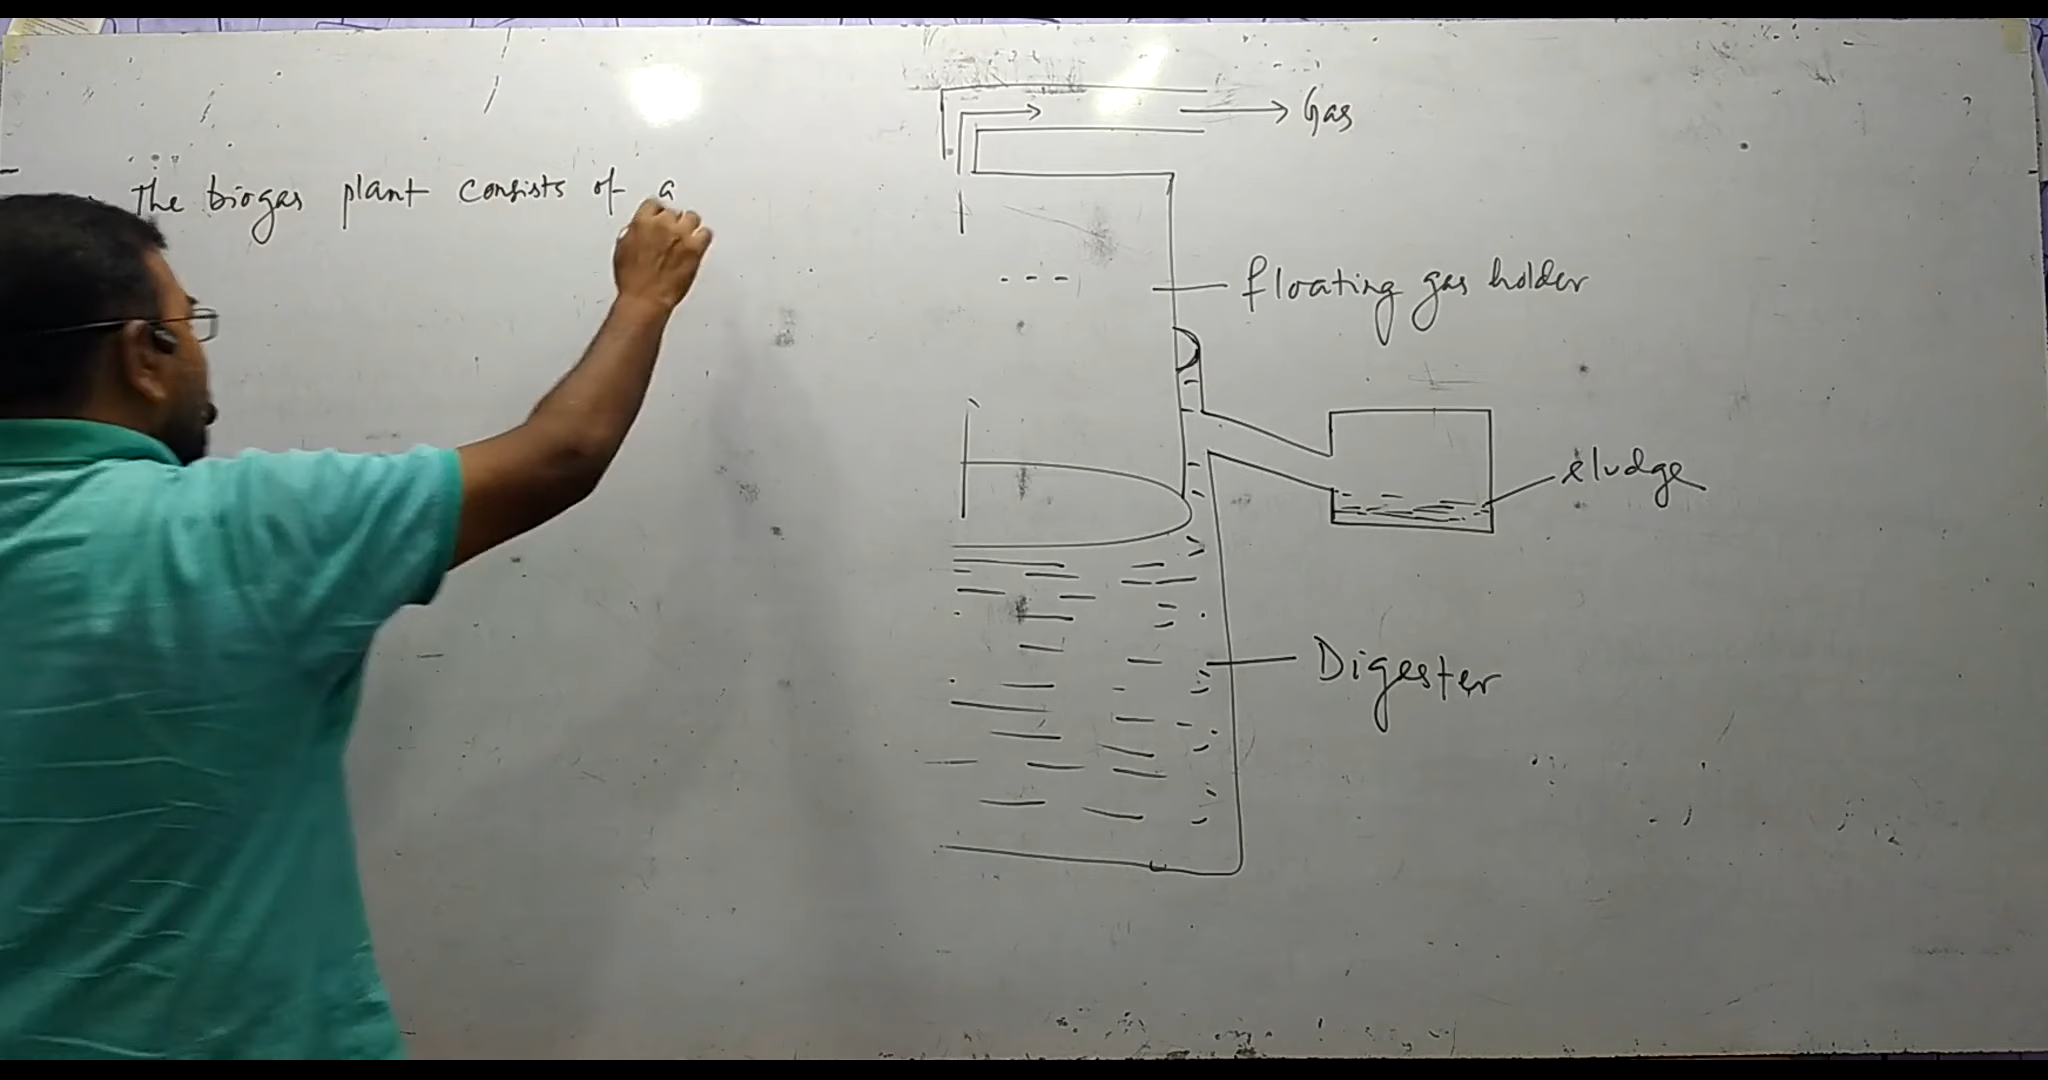 The biogas plant consists of a
Gas
floating gas holder
sludge
Digester